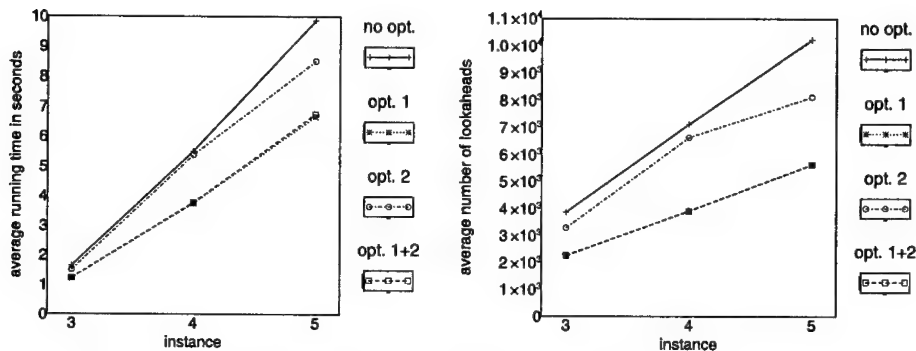 average running time in seconds
10
9
8
7
6
5
4
3
2
1
0
3
4
5
instance
no opt.
opt. 1
opt. 2
opt. 1+2
average number of lookaheads
1.1×10⁴
1.×10⁴
9.×10³
8.×10³
7.×10³
6.×10³
5.×10³
4.×10³
3.×10³
2.×10³
1×10³
0
3
4
5
instance
no opt.
opt. 1
opt. 2
opt. 1+2